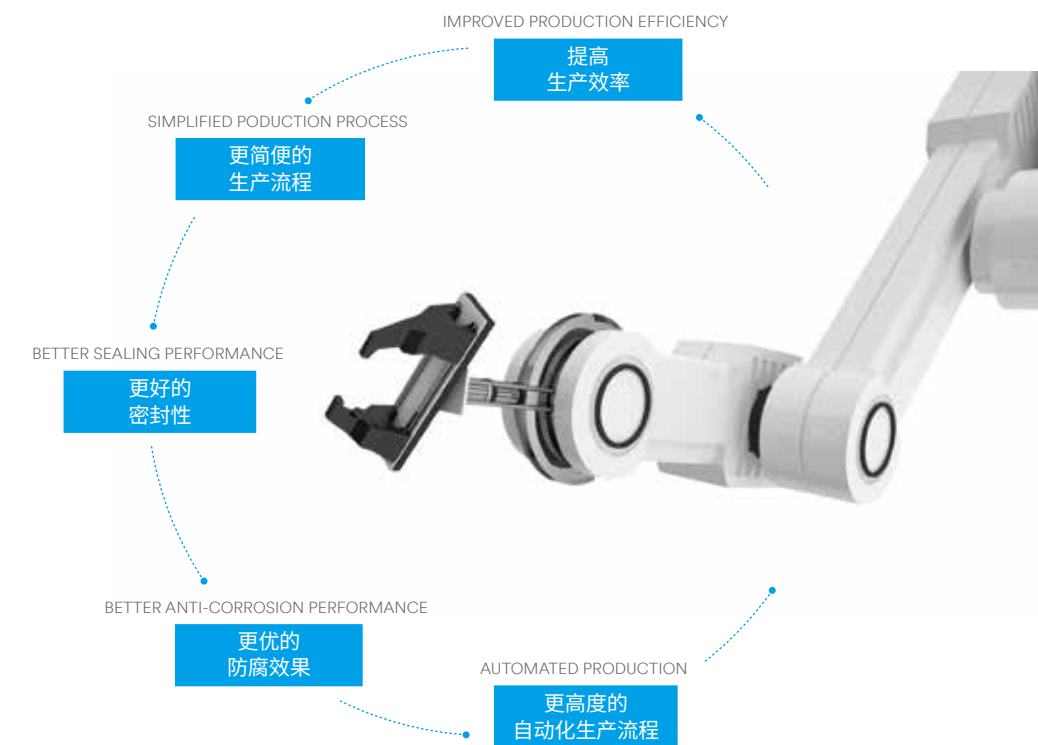 IMPROVED PRODUCTION EFFICIENCY
提高
生产效率
SIMPLIFIED PODUCTION PROCESS
更简便的
生产流程
BETTER SEALING PERFORMANCE
更好的
密封性
BETTER ANTI-CORROSION PERFORMANCE
更优的
防腐效果
AUTOMATED PRODUCTION
更高度的
自动化生产流程